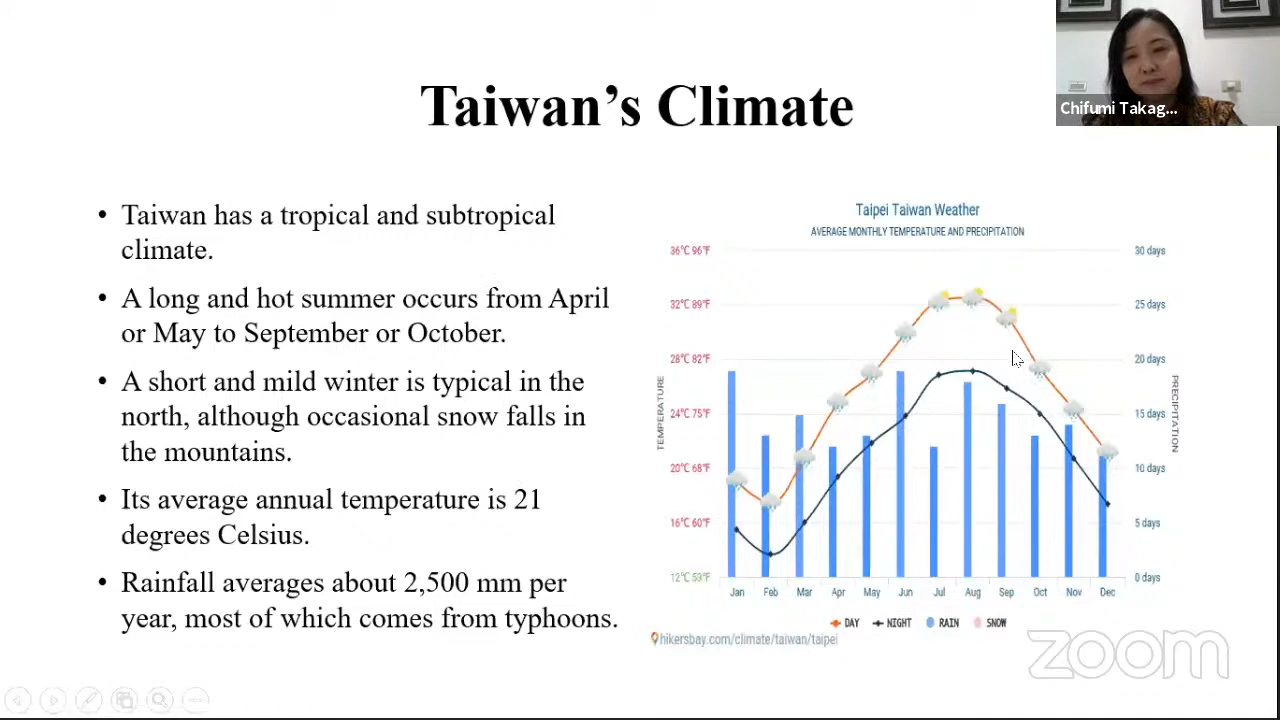 Chifumi Takag...
Taiwan’s Climate
• Taiwan has a tropical and subtropical
climate.
• A long and hot summer occurs from April
or May to September or October.
• A short and mild winter is typical in the
north, although occasional snow falls in
the mountains.
• Its average annual temperature is 21
degrees Celsius.
• Rainfall averages about 2,500 mm per
year, most of which comes from typhoons.
Taipei Taiwan Weather
AVERAGE MONTHLY TEMPERATURE AND PRECIPITATION
36°C 96°F
30 days
32°C 89°F
25 days
28°C 82°F
20 days
24°C 75°F
15 days
20°C 68°F
10 days
16°C 60°F
5 days
12°C 53°F
0 days
TEMPERATURE
PRECIPITATION
Jan Feb Mar Apr May Jun Jul Aug Sep Oct Nov Dec
DAY NIGHT RAIN SNOW
hikersbay.com/climate/taiwan/taipei
zoom